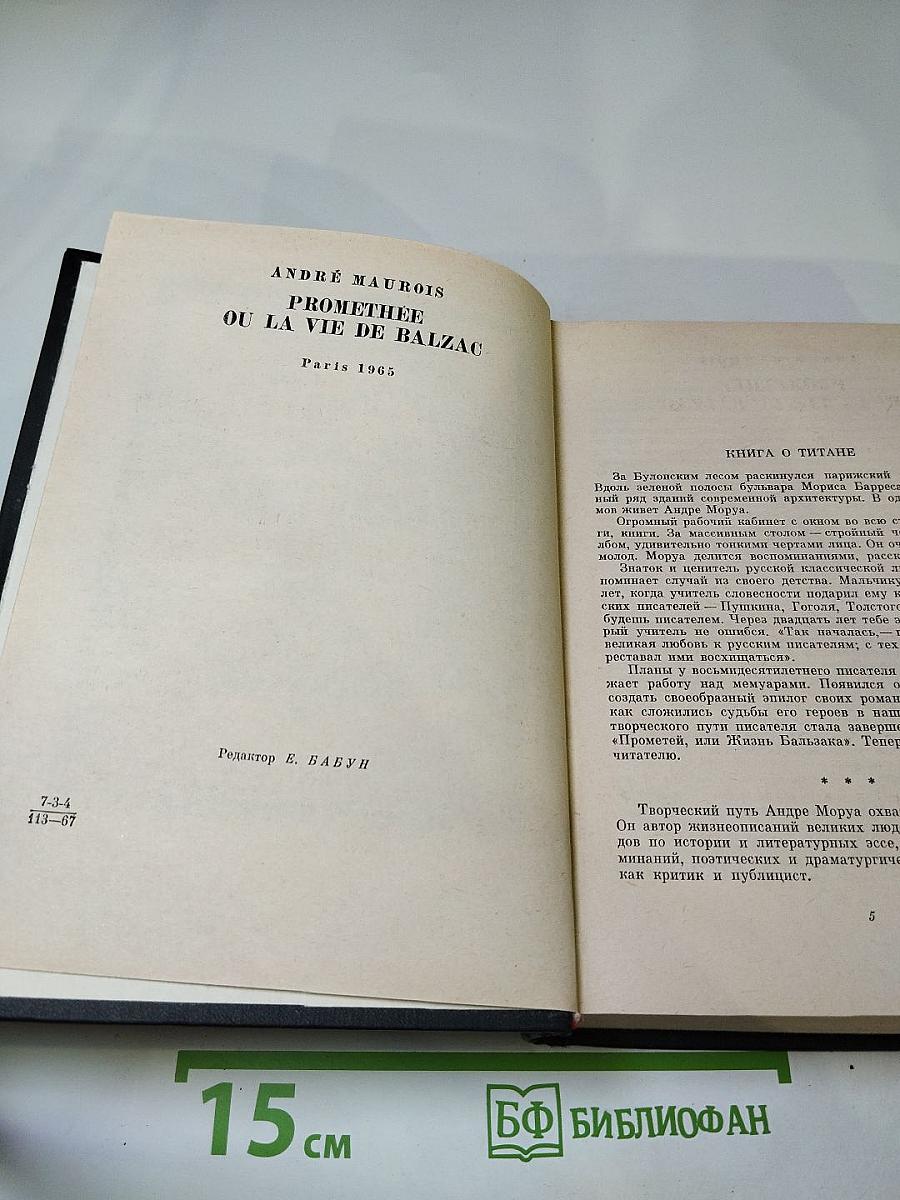 ANDRÉ MAUROIS
PROMETHÉE
OU LA VIE DE BALZAC
Paris 1965
Редактор Е. БАБУН
7-3-4
113—67
КНИГА О ТИТАНЕ
За Булонским лесом раскинулся парижский
Вдоль зеленой полосы бульвара Мориса Барреса
ный ряд зданий современной архитектуры. В од
мов живет Андре Моруа.
Огромный рабочий кабинет с окном во всю ст
ги, книги. За массивным столом — стройный че
лбом, удивительно тонкими чертами лица. Он оч
молод. Моруа делится воспоминаниями, расск
Знаток и ценитель русской классической л
поминает случай из своего детства. Мальчику
лет, когда учитель словесности подарил ему к
ских писателей — Пушкина, Гоголя, Толстого
будешь писателем. Через двадцать лет тебе э
рый учитель не ошибся. «Так началась,—
великая любовь к русским писателям; с тех
реставал ими восхищаться».
Планы у восьмидесятилетнего писателя
жает работу над мемуарами. Появился о
создать своеобразный эпилог своих роман
как сложились судьбы его героев в наш
творческого пути писателя стала заверше
«Прометей, или Жизнь Бальзака». Тепер
читателю.
* * *
Творческий путь Андре Моруа охва
Он автор жизнеописаний великих люд
дов по истории и литературных эссе,
минаний, поэтических и драматургиче
как критик и публицист.
5
15 см
БФ БИБЛИОФАН